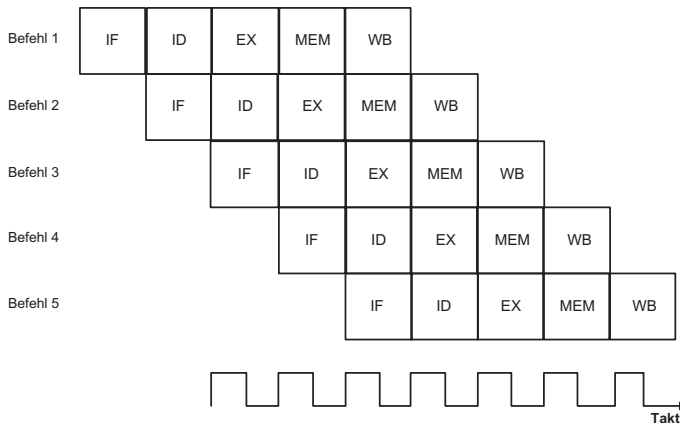 Befehl 1 IF ID EX MEM WB
Befehl 2 IF ID EX MEM WB
Befehl 3 IF ID EX MEM WB
Befehl 4 IF ID EX MEM WB
Befehl 5 IF ID EX MEM WB
Takt